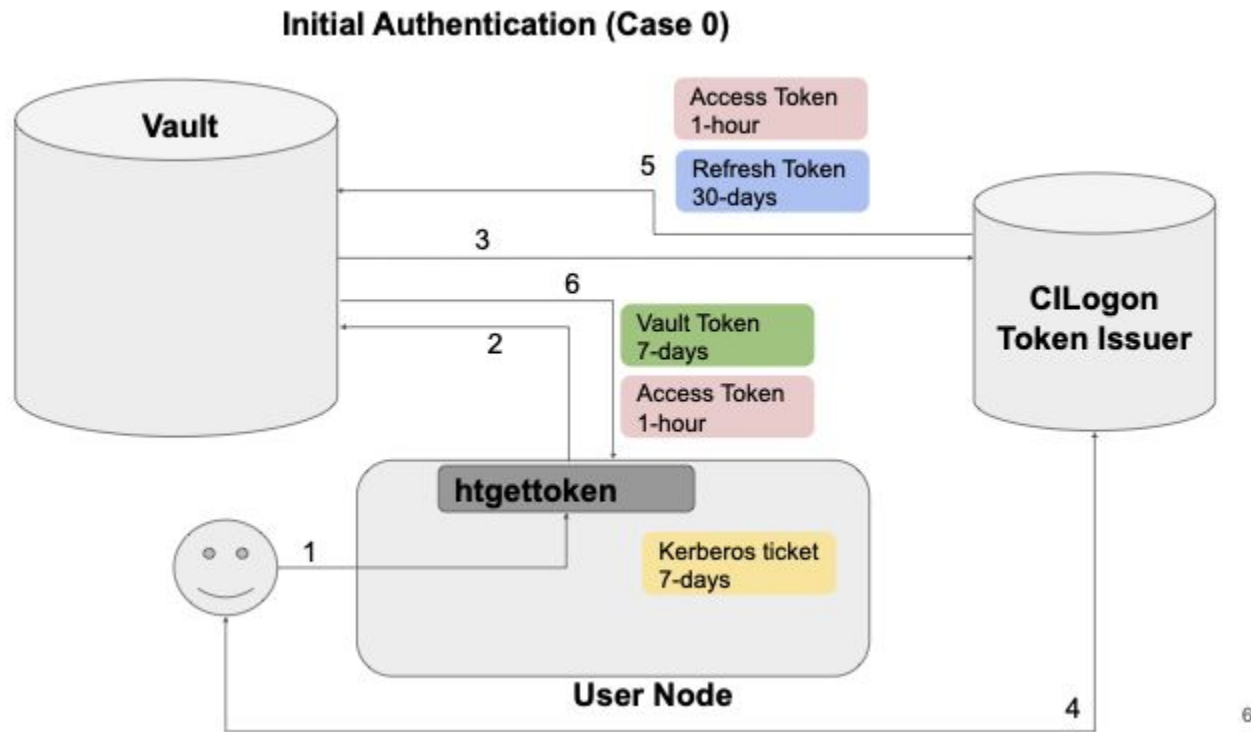 Initial Authentication (Case 0)
Vault
Access Token
1-hour
5
Refresh Token
30-days
3
CILogon
Token Issuer
6
Vault Token
7-days
2
Access Token
1-hour
htgettoken
1
Kerberos ticket
7-days
User Node
4
6